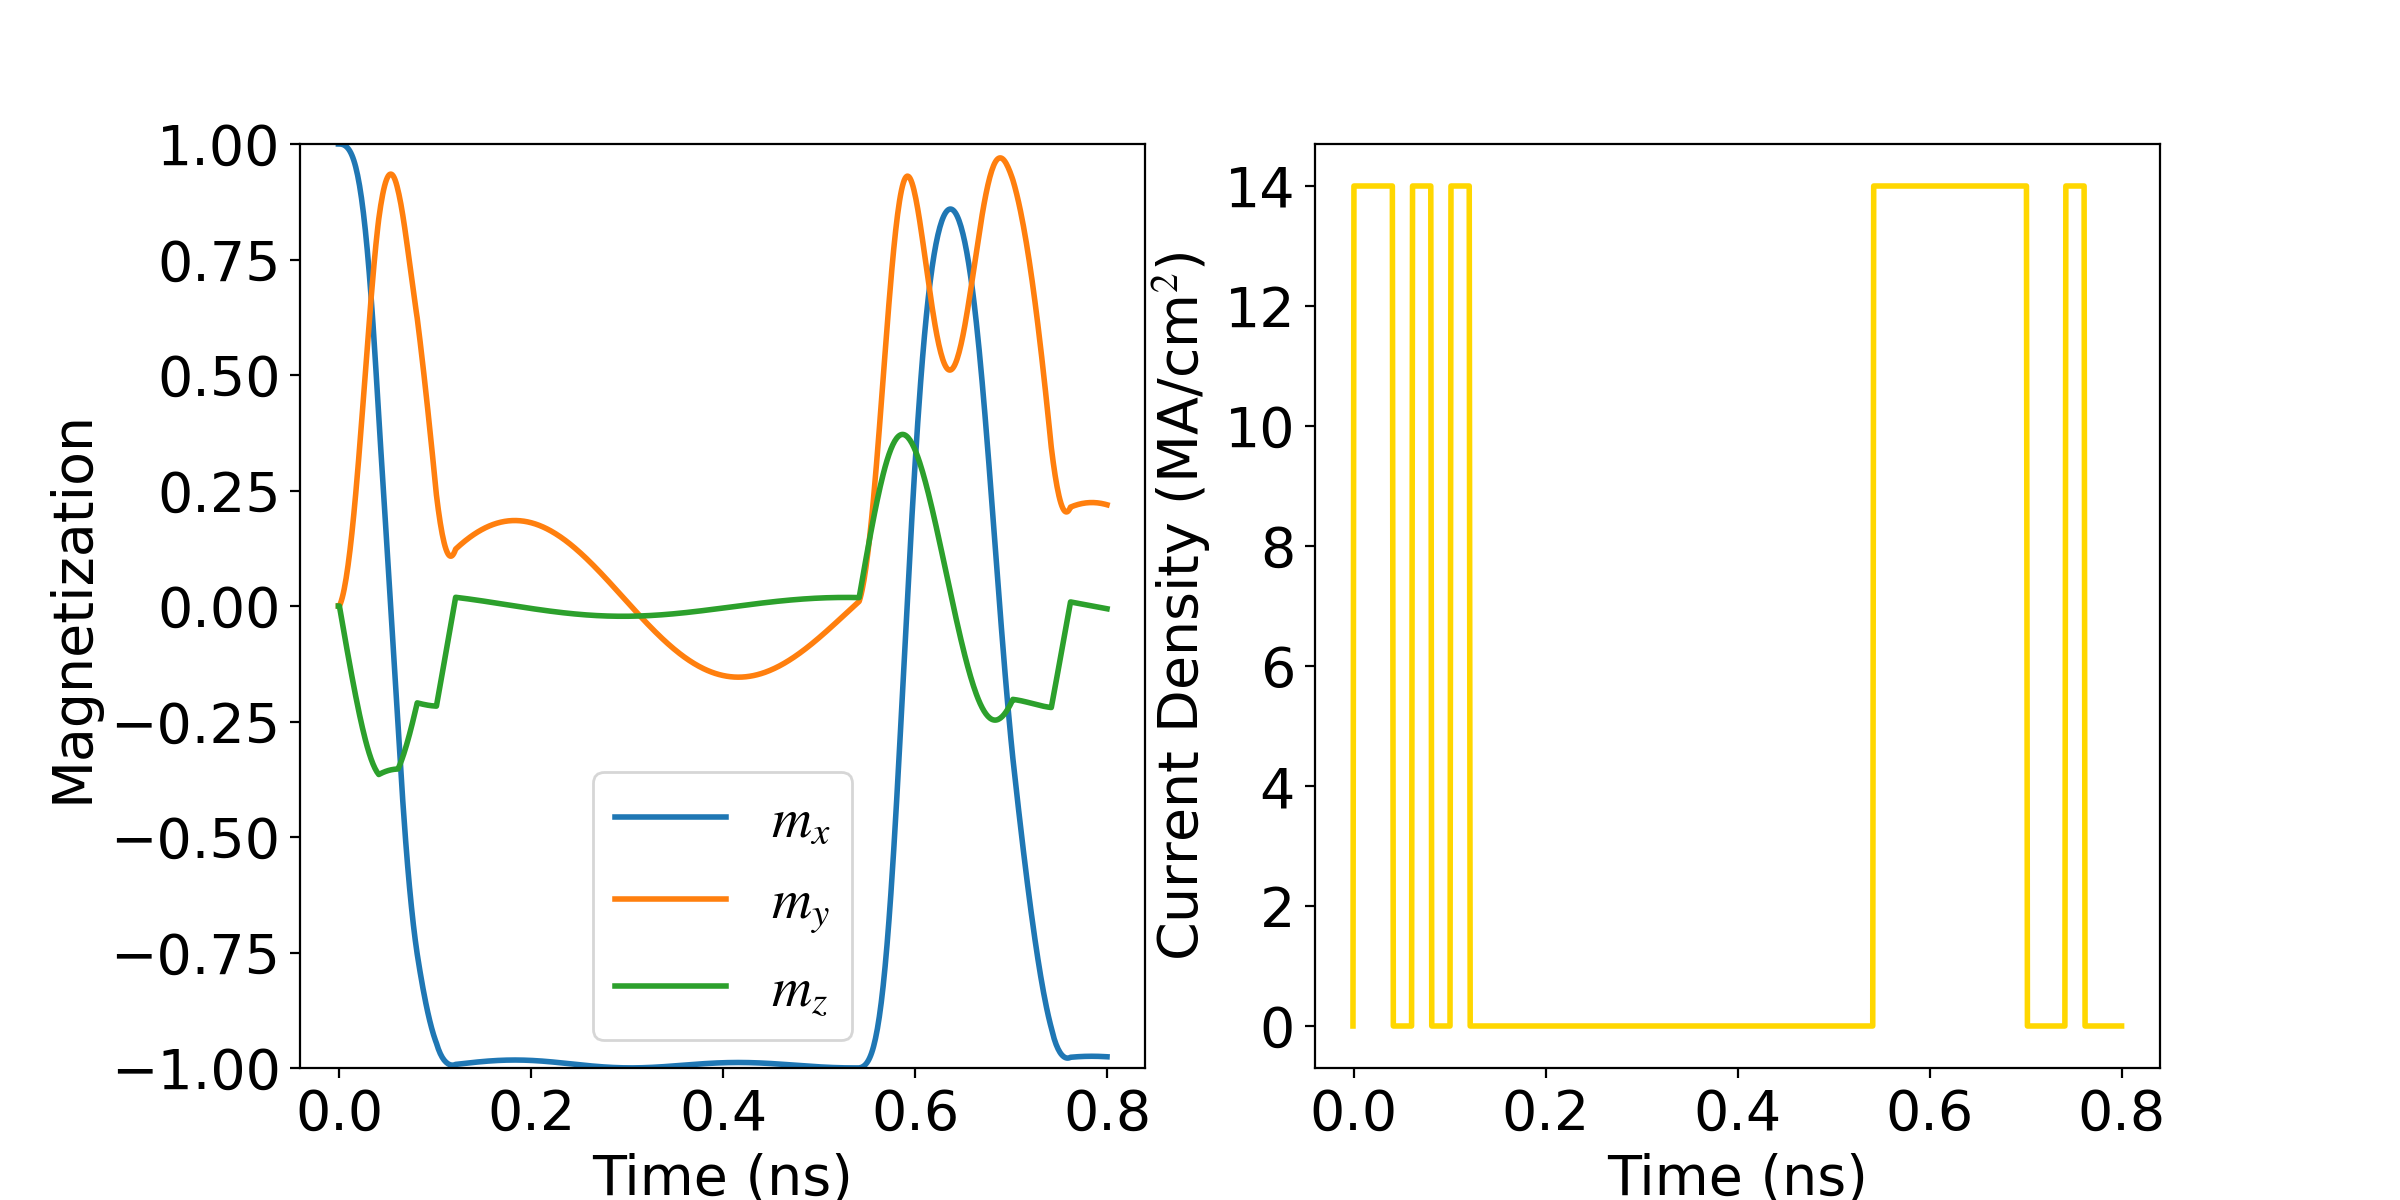 1.00
0.75
0.50
0.25
0.00
−0.25
−0.50
−0.75
−1.00
Magnetization
0.0 0.2 0.4 0.6 0.8
Time (ns)
m_x
m_y
m_z
14
12
10
8
6
4
2
0
Current Density (MA/cm²)
0.0 0.2 0.4 0.6 0.8
Time (ns)